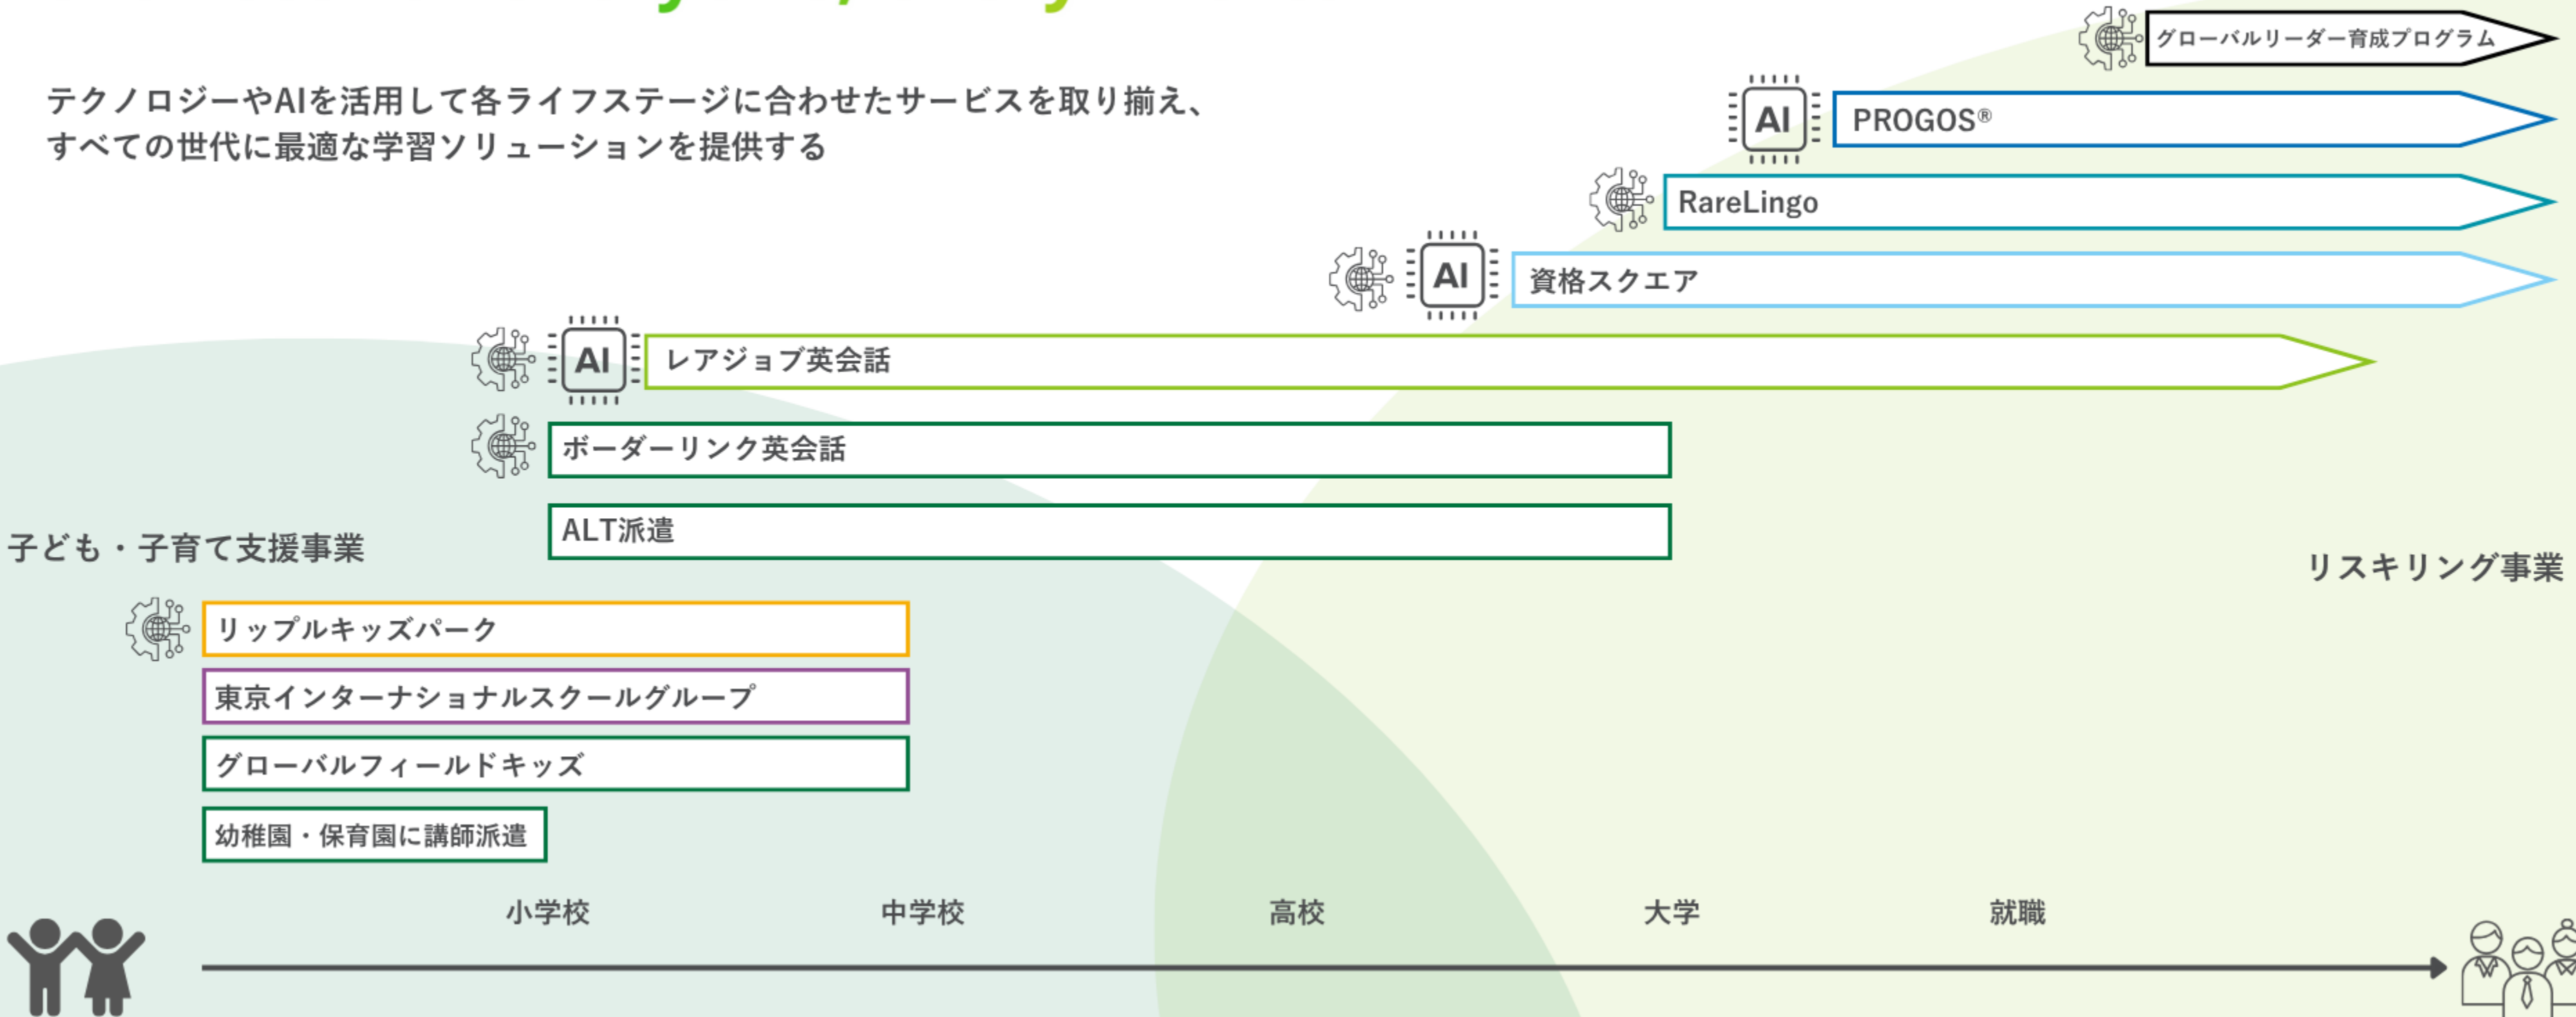 テクノロジーやAIを活用して各ライフステージに合わせたサービスを取り揃え、
すべての世代に最適な学習ソリューションを提供する
グローバルリーダー育成プログラム
AI
PROGOS®
RareLingo
AI
資格スクエア
AI
レアジョブ英会話
ボーダーリンク英会話
ALT派遣
子ども・子育て支援事業
リスキリング事業
リップルキッズパーク
東京インターナショナルスクールグループ
グローバルフィールドキッズ
幼稚園・保育園に講師派遣
小学校
中学校
高校
大学
就職